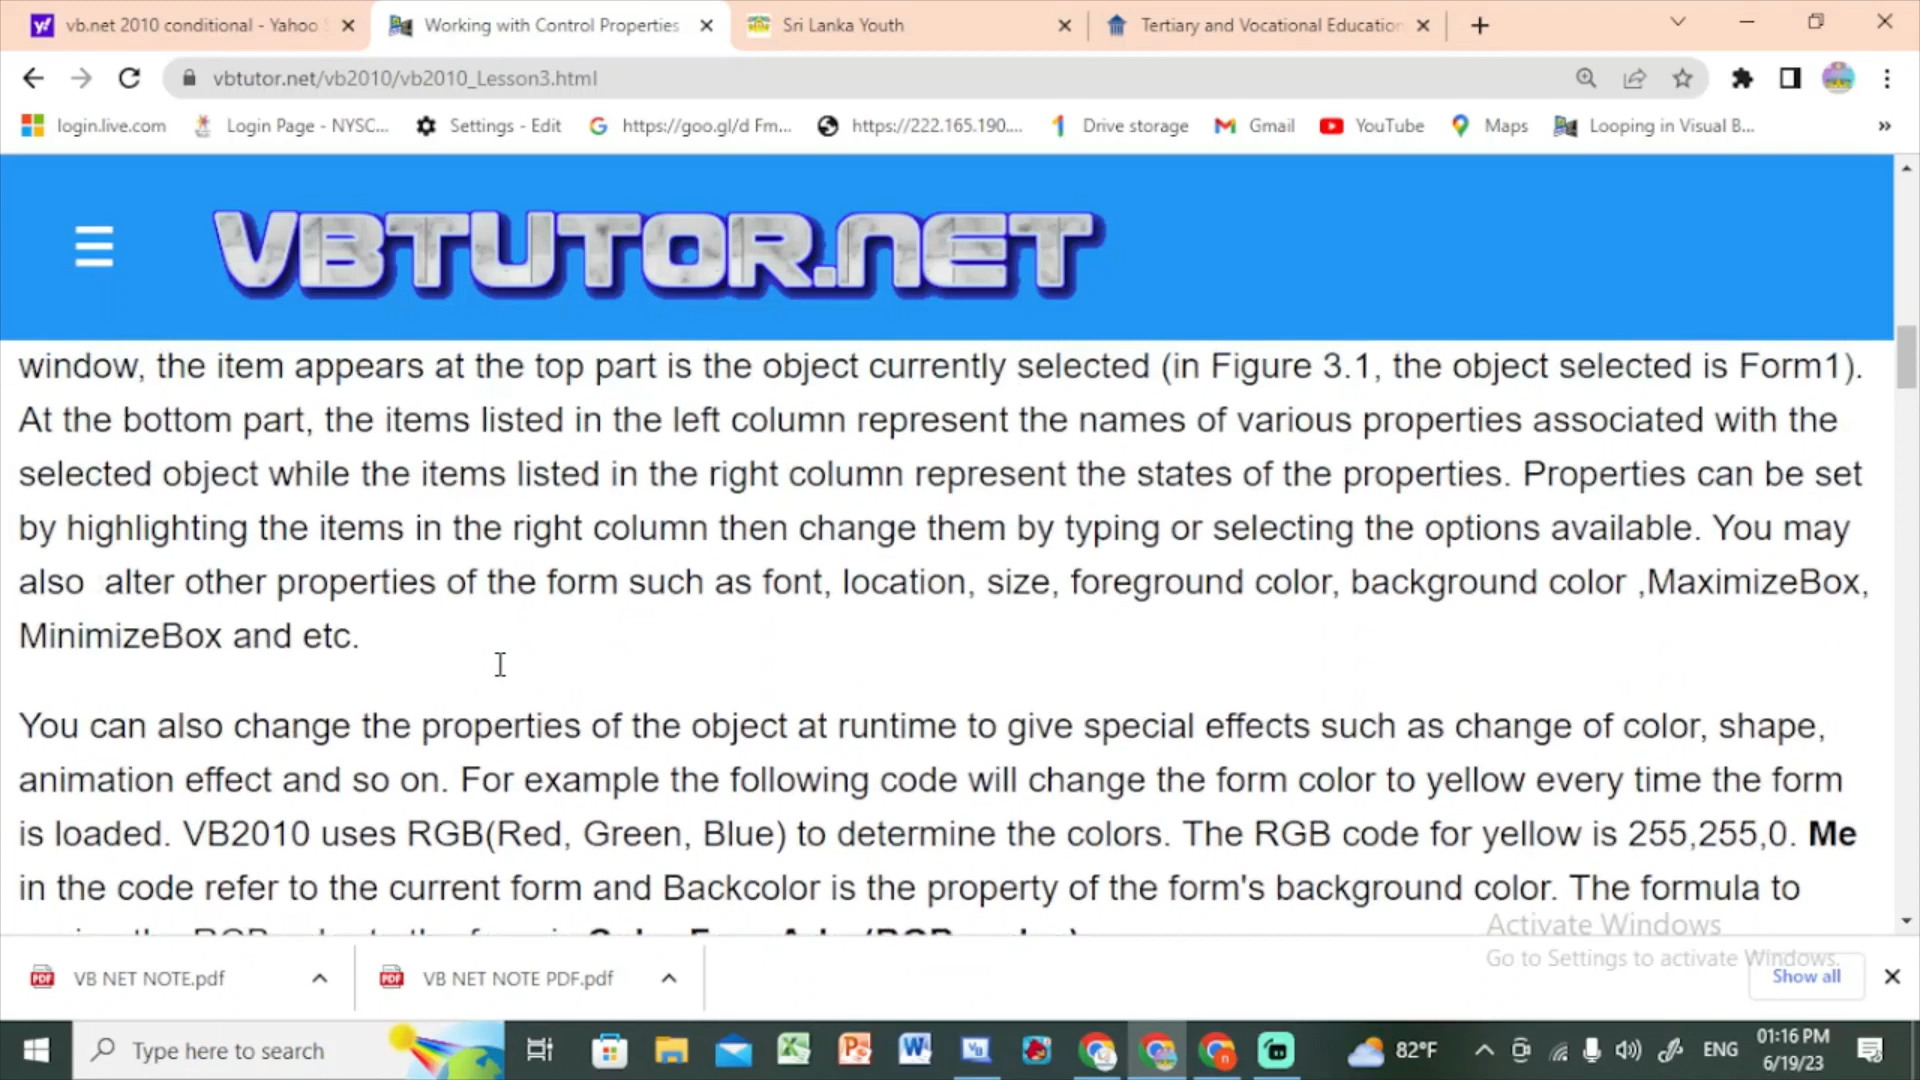 vb.net 2010 conditional - Yahoo
Working with Control Properties
Sri Lanka Youth
Tertiary and Vocational Education
vbtutor.net/vb2010/vb2010_Lesson3.html
login.live.com
Login Page - NYSC...
Settings - Edit
https://goo.gl/d Fm...
https://222.165.190....
Drive storage
Gmail
YouTube
Maps
Looping in Visual B...
VBTUTOR.NET
window, the item appears at the top part is the object currently selected (in Figure 3.1, the object selected is Form1).
At the bottom part, the items listed in the left column represent the names of various properties associated with the
selected object while the items listed in the right column represent the states of the properties. Properties can be set
by highlighting the items in the right column then change them by typing or selecting the options available. You may
also alter other properties of the form such as font, location, size, foreground color, background color ,MaximizeBox,
MinimizeBox and etc.
You can also change the properties of the object at runtime to give special effects such as change of color, shape,
animation effect and so on. For example the following code will change the form color to yellow every time the form
is loaded. VB2010 uses RGB(Red, Green, Blue) to determine the colors. The RGB code for yellow is 255,255,0. Me
in the code refer to the current form and Backcolor is the property of the form's background color. The formula to
Activate Windows
Go to Settings to activate Windows.
VB NET NOTE.pdf
VB NET NOTE PDF.pdf
Show all
Type here to search
82°F
ENG
01:16 PM
6/19/23